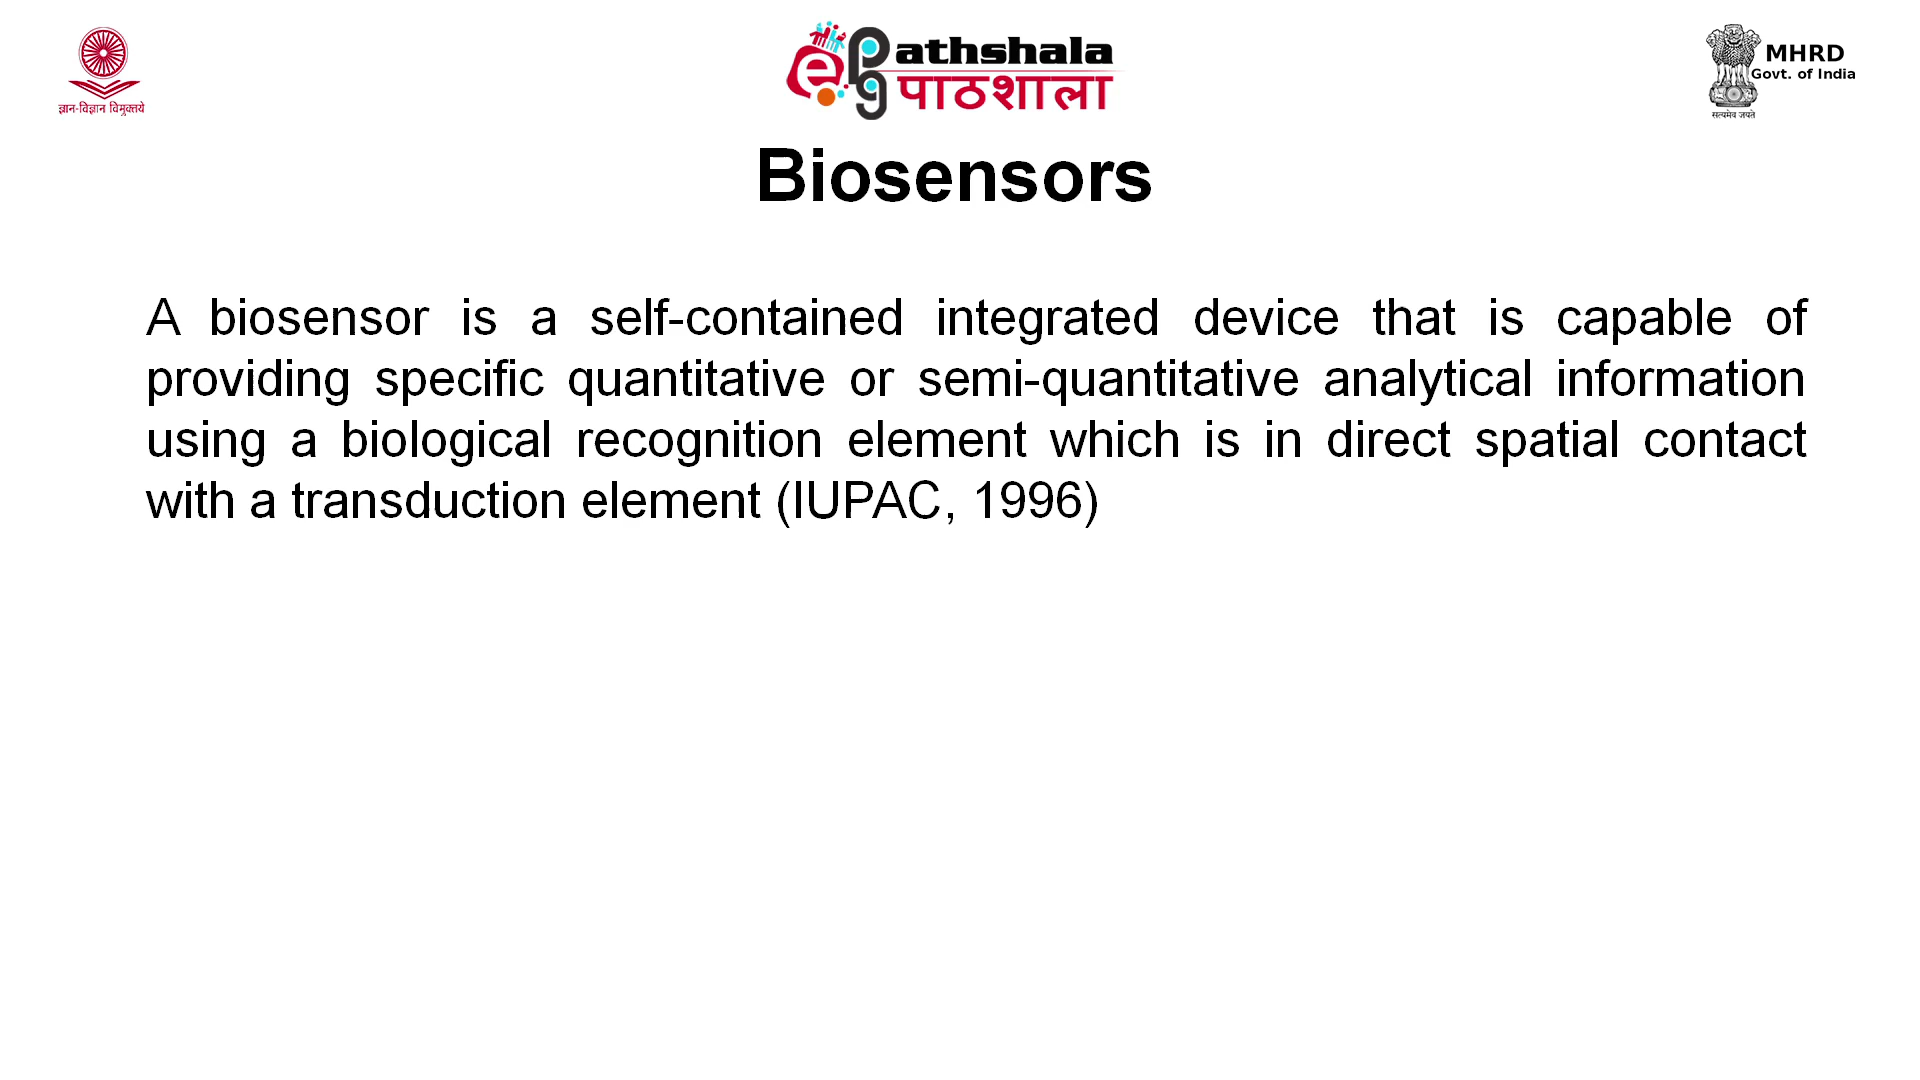 ज्ञान-विज्ञान विमुक्तये
e PG athshala
पाठशाला
MHRD
Govt. of India
सत्यमेव जयते
Biosensors
A biosensor is a self-contained integrated device that is capable of
providing specific quantitative or semi-quantitative analytical information
using a biological recognition element which is in direct spatial contact
with a transduction element (IUPAC, 1996)